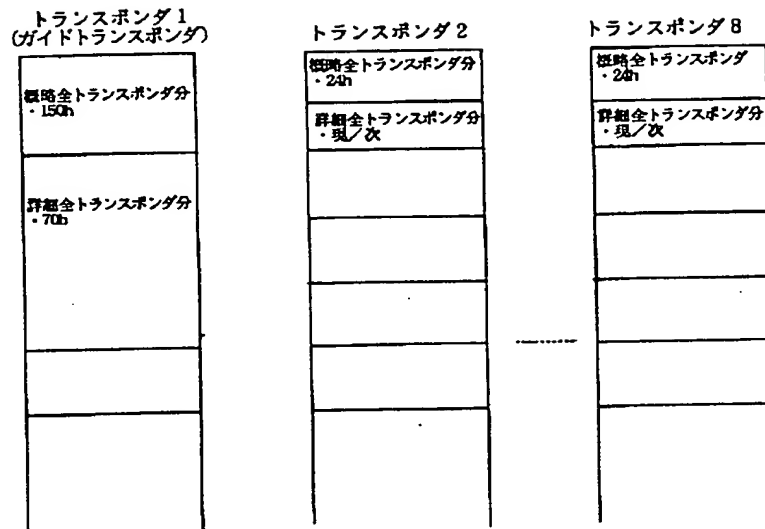 トランスポンダ1
(ガイドトランスポンダ)
概略全トランスポンダ分
・150h
詳細全トランスポンダ分
・70h
トランスポンダ2
概略全トランスポンダ分
・24h
詳細全トランスポンダ分
・現/次
トランスポンダ8
概略全トランスポンダ
・24h
詳細全トランスポンダ分
・現/次